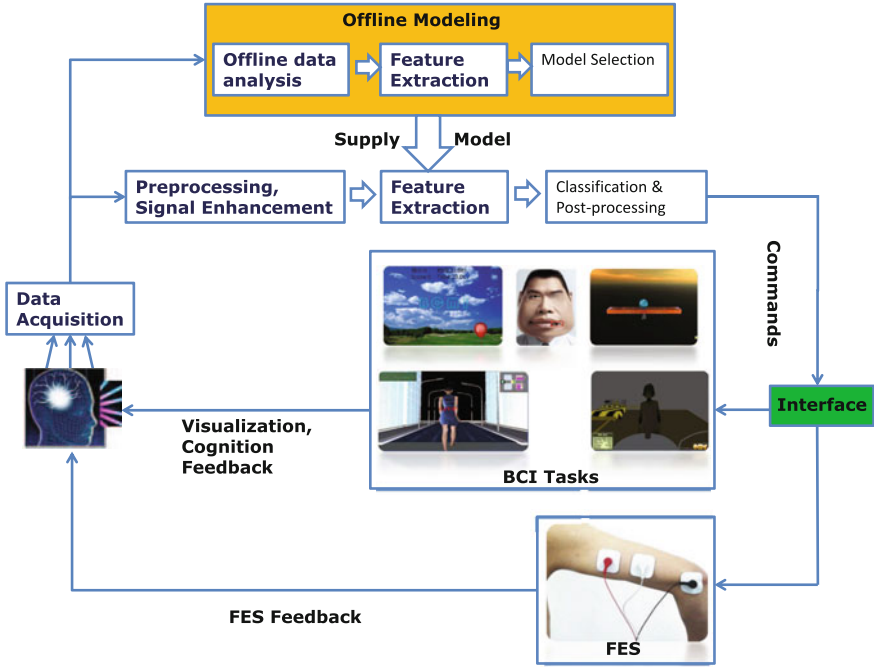 Offline Modeling
Offline data
analysis
Feature
Extraction
Model Selection
Supply
Model
Preprocessing,
Signal Enhancement
Feature
Extraction
Classification &
Post-processing
Commands
Data
Acquisition
Interface
Visualization,
Cognition
Feedback
BCI Tasks
FES Feedback
FES